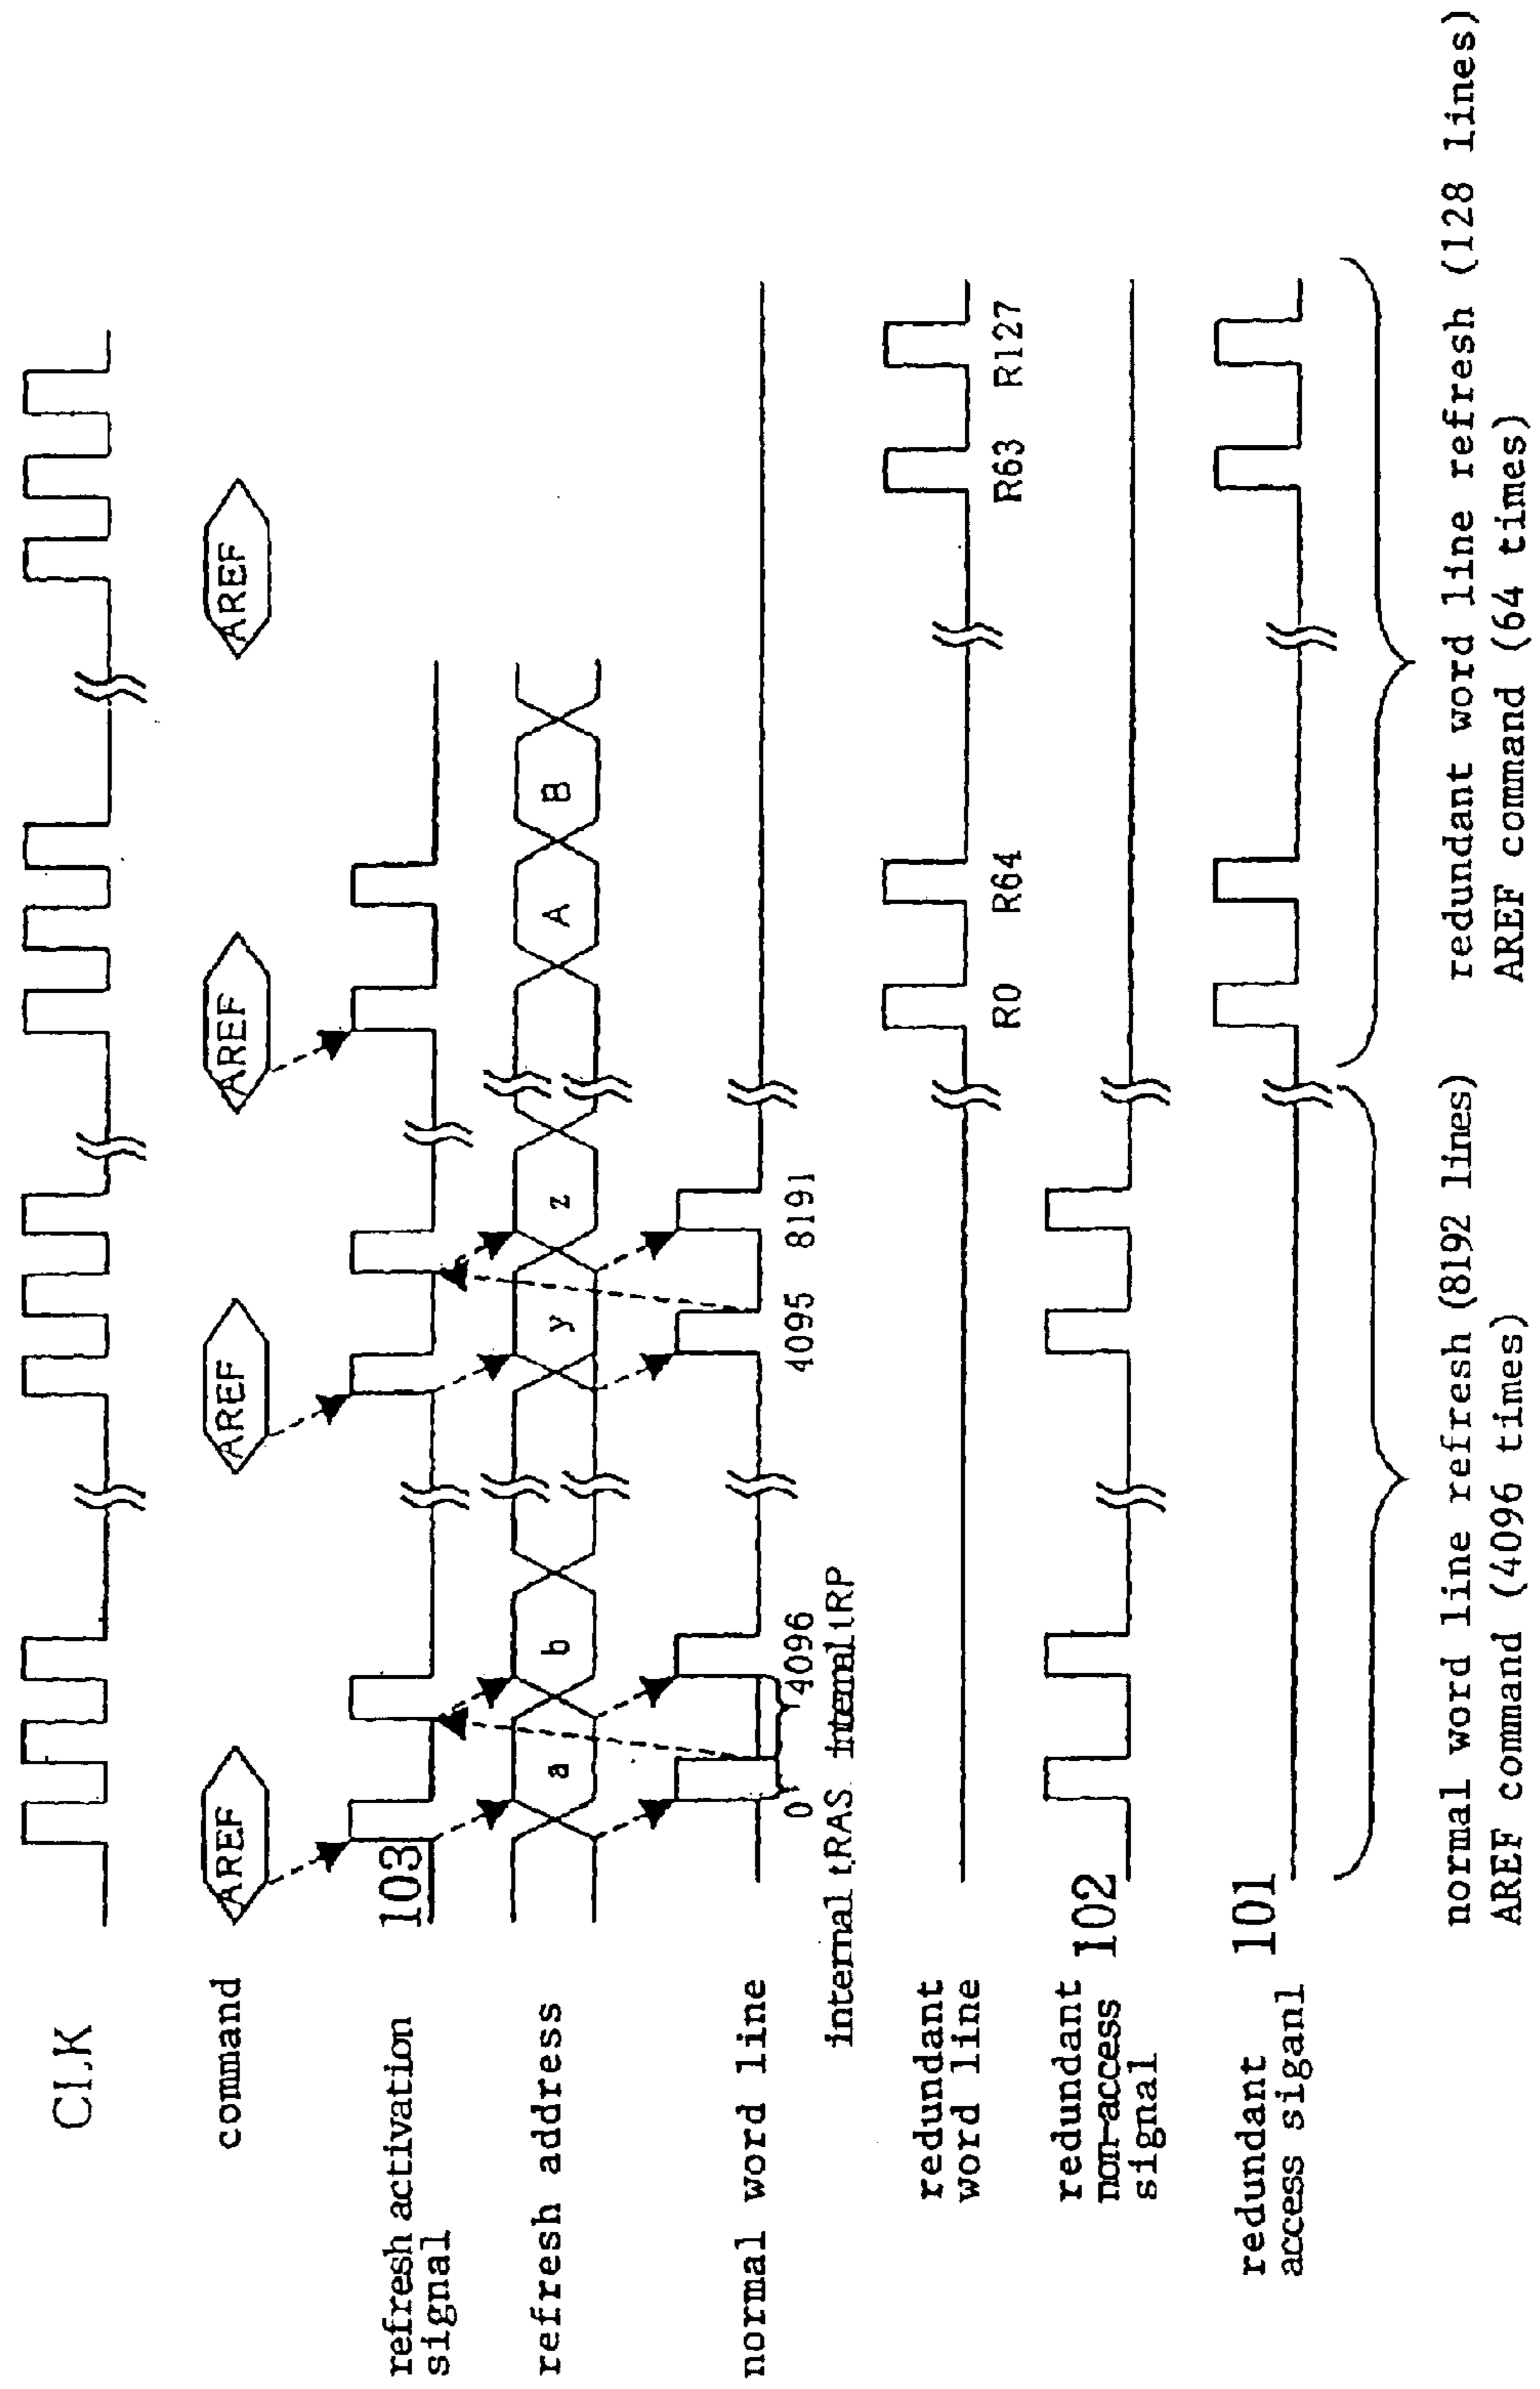 CLK
command
AREF
AREF
AREF
AREF
refresh activation
signal
103
refresh address
a
b
y
z
A
B
normal word line
0
4096
4095
8191
internal tRAS
internal tRP
redundant
word line
R0
R64
R63
R127
redundant
non-access
signal
102
redundant
access siganl
101
normal word line refresh (8192 lines)
AREF command (4096 times)
redundant word line refresh (128 lines)
AREF command (64 times)